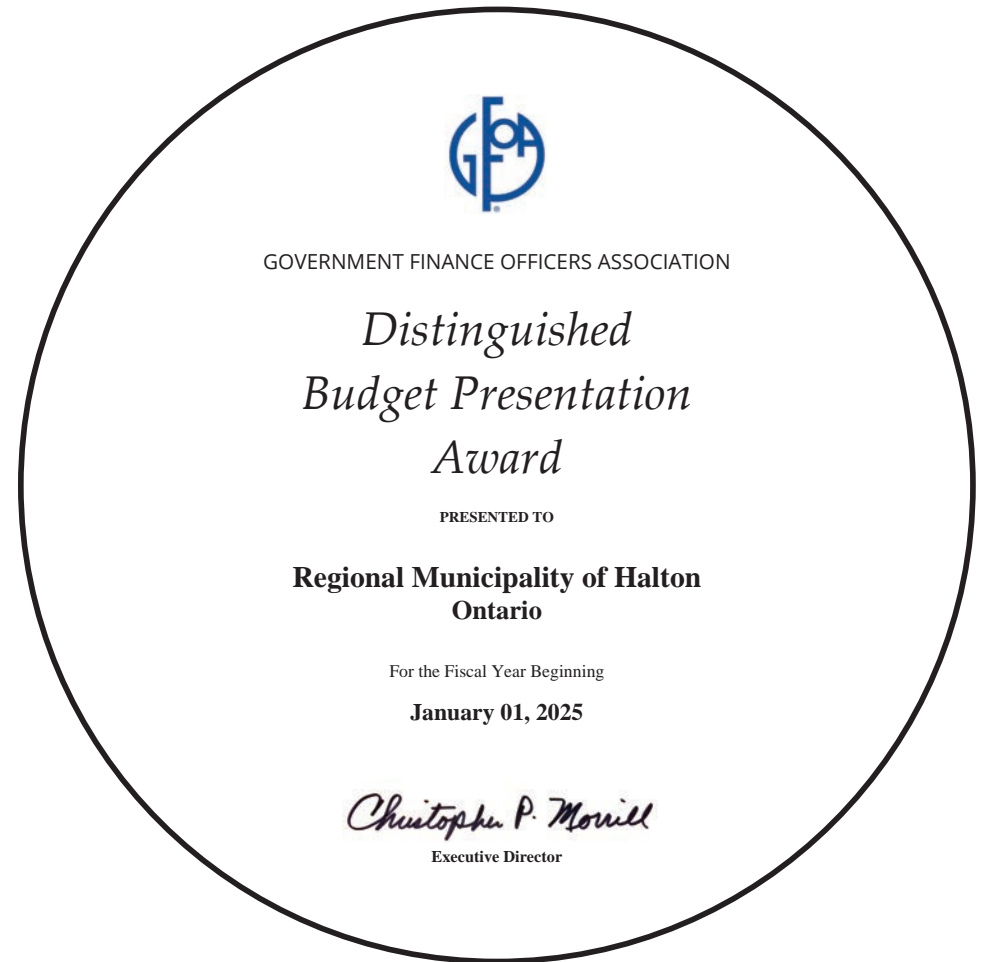 GFOA
GOVERNMENT FINANCE OFFICERS ASSOCIATION
Distinguished
Budget Presentation
Award
PRESENTED TO
Regional Municipality of Halton
Ontario
For the Fiscal Year Beginning
January 01, 2025
Christopher P. Morrill
Executive Director